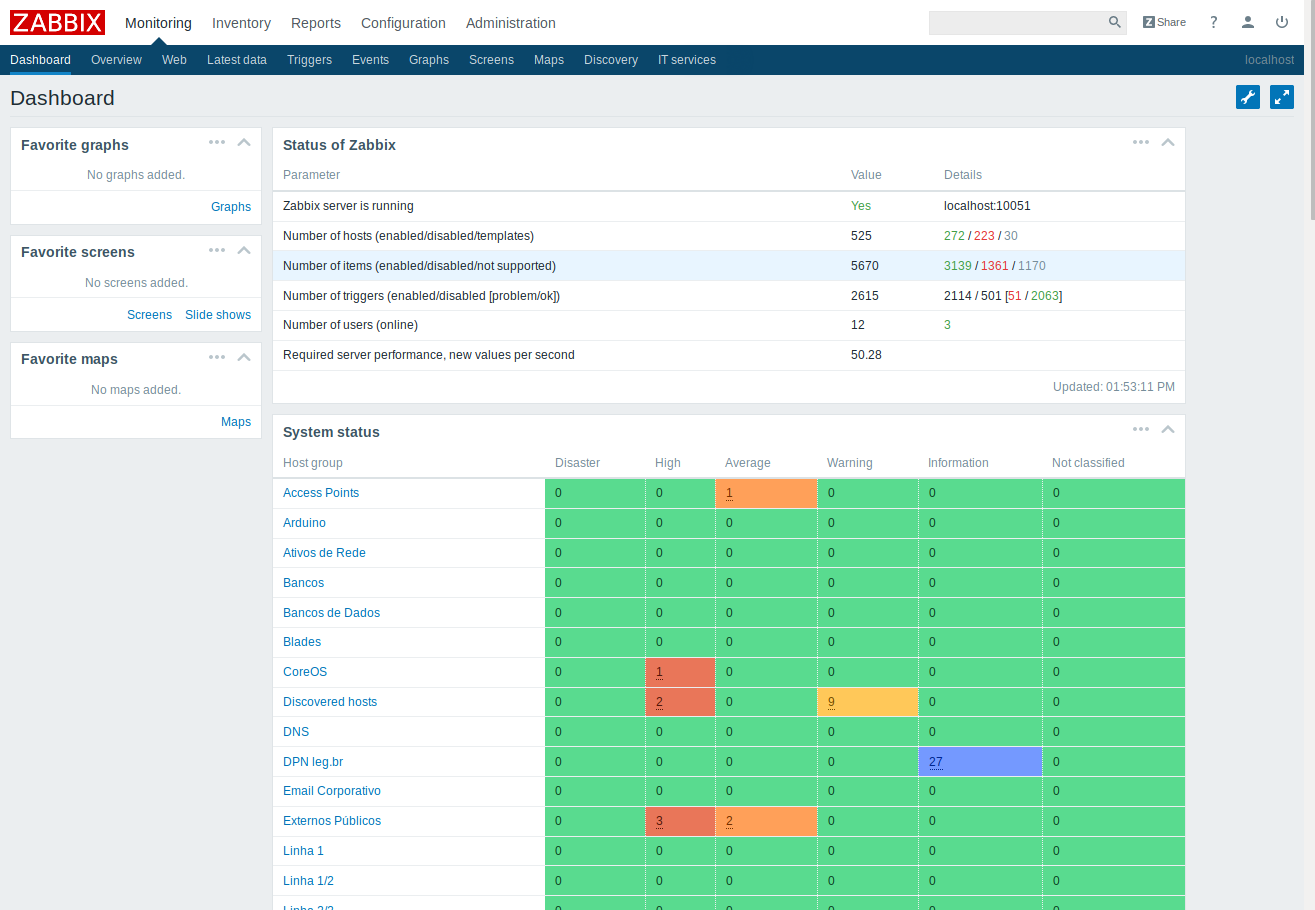 ZABBIX Monitoring Inventory Reports Configuration Administration Z Share ?
Dashboard Overview Web Latest data Triggers Events Graphs Screens Maps Discovery IT services localhost
Dashboard
Favorite graphs
No graphs added.
Graphs
Favorite screens
No screens added.
Screens Slide shows
Favorite maps
No maps added.
Maps
Status of Zabbix
Parameter Value Details
Zabbix server is running Yes localhost:10051
Number of hosts (enabled/disabled/templates) 525 272 / 223 / 30
Number of items (enabled/disabled/not supported) 5670 3139 / 1361 / 1170
Number of triggers (enabled/disabled [problem/ok]) 2615 2114 / 501 [51 / 2063]
Number of users (online) 12 3
Required server performance, new values per second 50.28
Updated: 01:53:11 PM
System status
Host group Disaster High Average Warning Information Not classified
Access Points 0 0 1 0 0 0
Arduino 0 0 0 0 0 0
Ativos de Rede 0 0 0 0 0 0
Bancos 0 0 0 0 0 0
Bancos de Dados 0 0 0 0 0 0
Blades 0 0 0 0 0 0
CoreOS 0 1 0 0 0 0
Discovered hosts 0 2 0 9 0 0
DNS 0 0 0 0 0 0
DPN leg.br 0 0 0 0 27 0
Email Corporativo 0 0 0 0 0 0
Externos Públicos 0 3 2 0 0 0
Linha 1 0 0 0 0 0 0
Linha 1/2 0 0 0 0 0 0
Linha 2/3 0 0 0 0 0 0